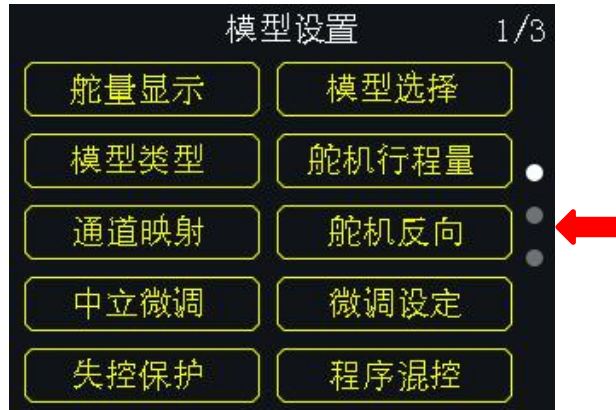 模型设置 1/3
舵量显示 模型选择
模型类型 舵机行程量
通道映射 舵机反向
中立微调 微调设定
失控保护 程序混控